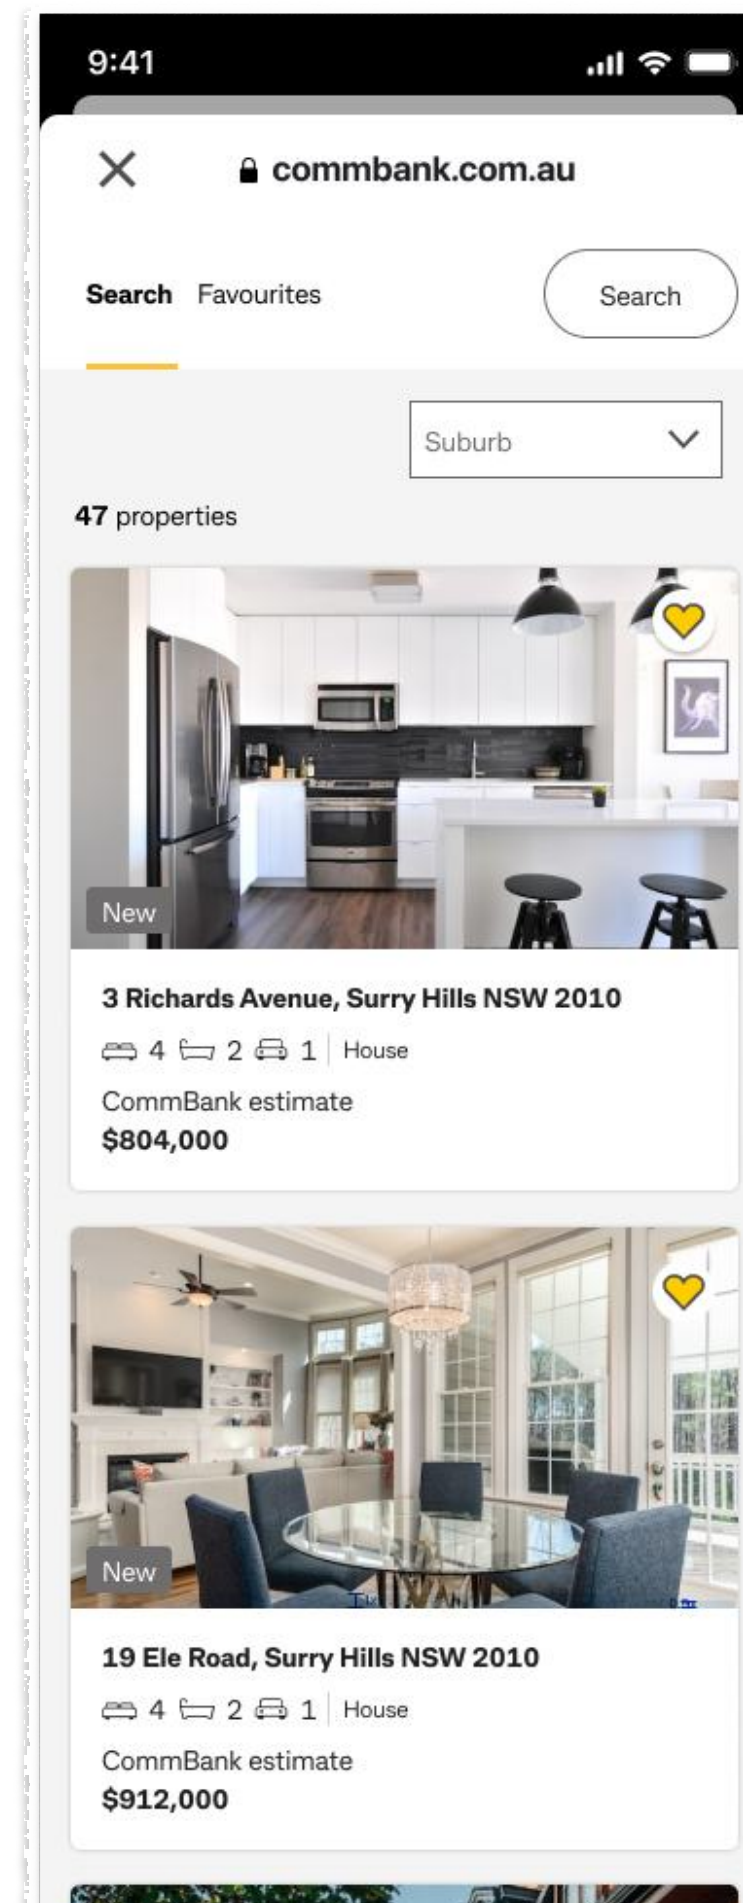 9:41
commbank.com.au
Search Favourites Search
Suburb
47 properties
New
3 Richards Avenue, Surry Hills NSW 2010
4 2 1 House
CommBank estimate
$804,000
New
19 Ele Road, Surry Hills NSW 2010
4 2 1 House
CommBank estimate
$912,000